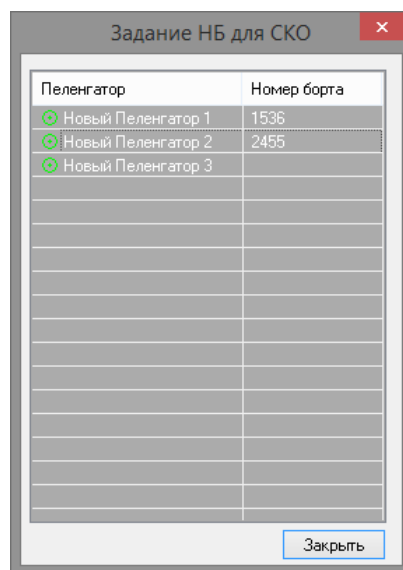 Задание НБ для СКО
Пеленгатор Номер борта
Новый Пеленгатор 1 1536
Новый Пеленгатор 2 2455
Новый Пеленгатор 3
Закрыть